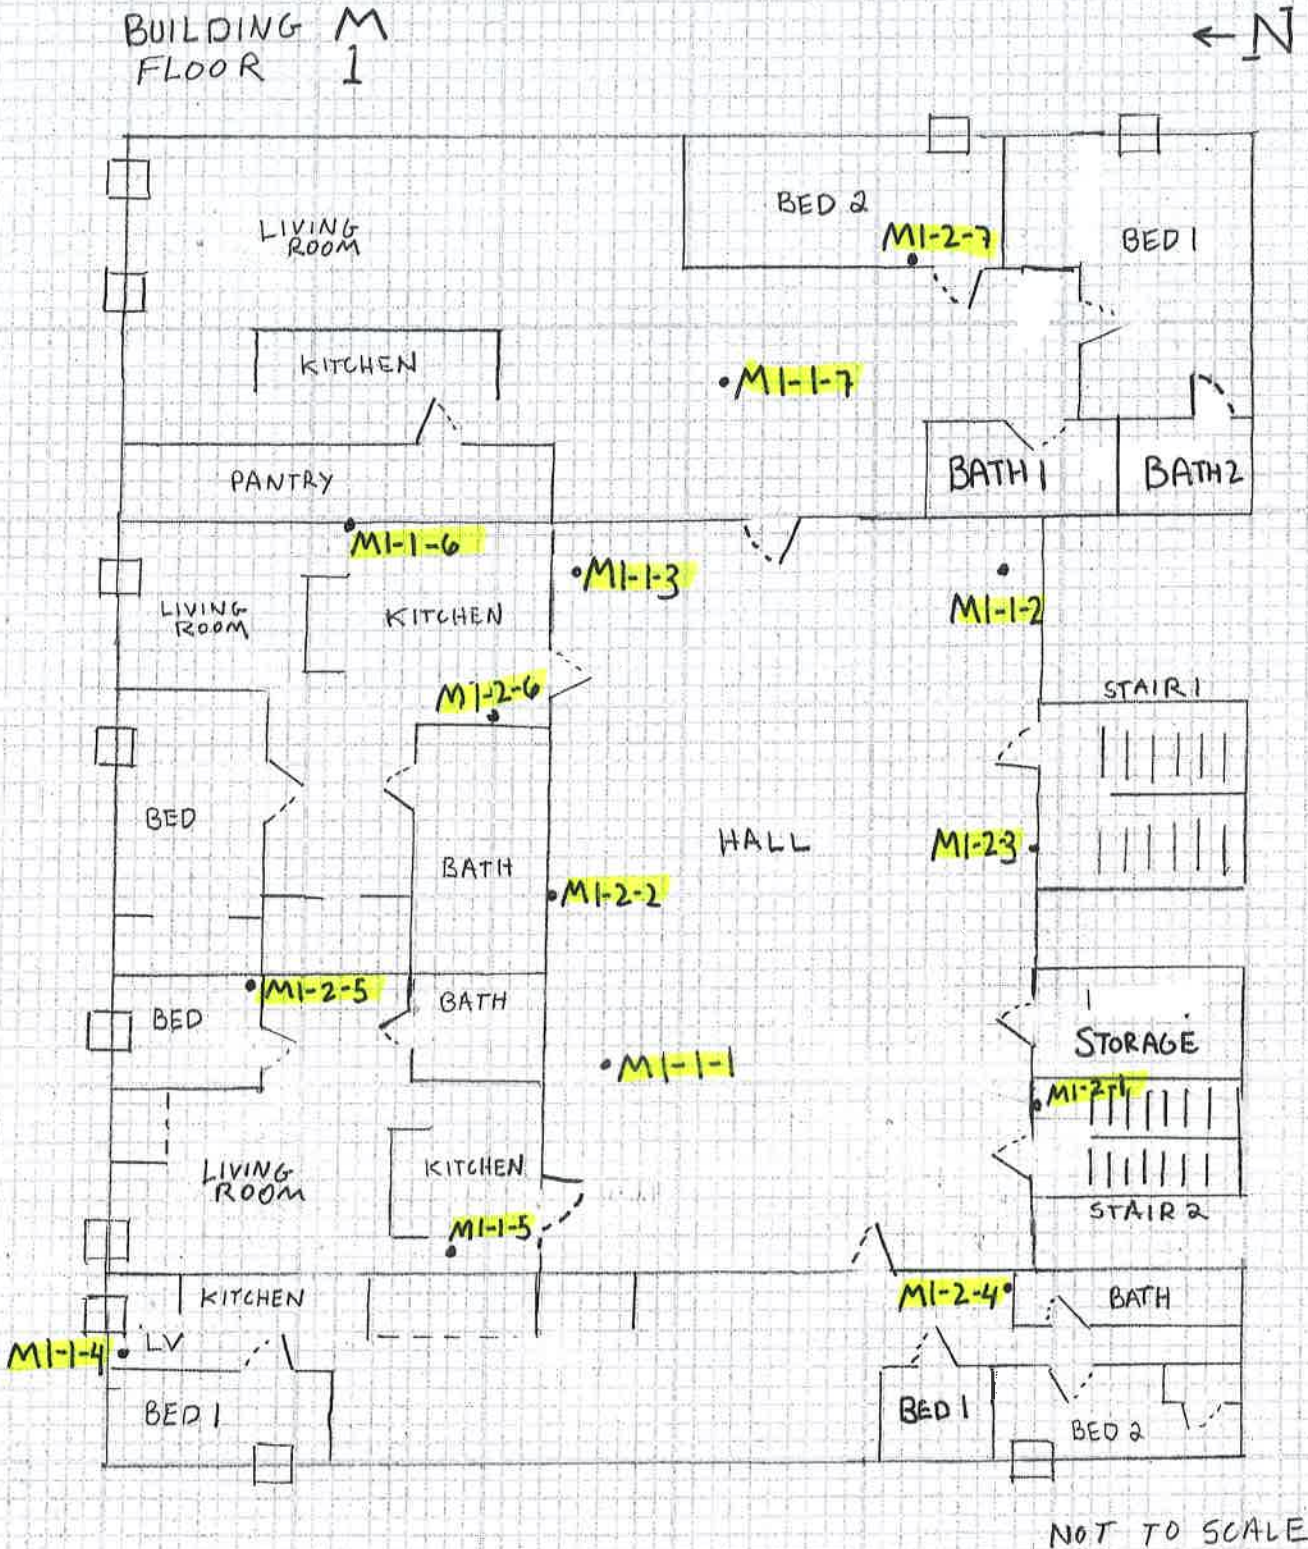 BUILDING M
FLOOR 1
← N
BED 2
LIVING
ROOM
M1-2-7
BED 1
KITCHEN
M1-1-7
PANTRY
BATH 1
BATH 2
M1-1-6
M1-1-3
LIVING
ROOM
KITCHEN
M1-1-2
M1-2-6
STAIR 1
BED
HALL
M1-2-3
BATH
M1-2-2
M1-2-5
BED
BATH
STORAGE
M1-1-1
M1-2-1
LIVING
ROOM
KITCHEN
M1-1-5
STAIR 2
KITCHEN
M1-2-4
BATH
M1-1-4
LV
BED 1
BED 1
BED 2
NOT TO SCALE